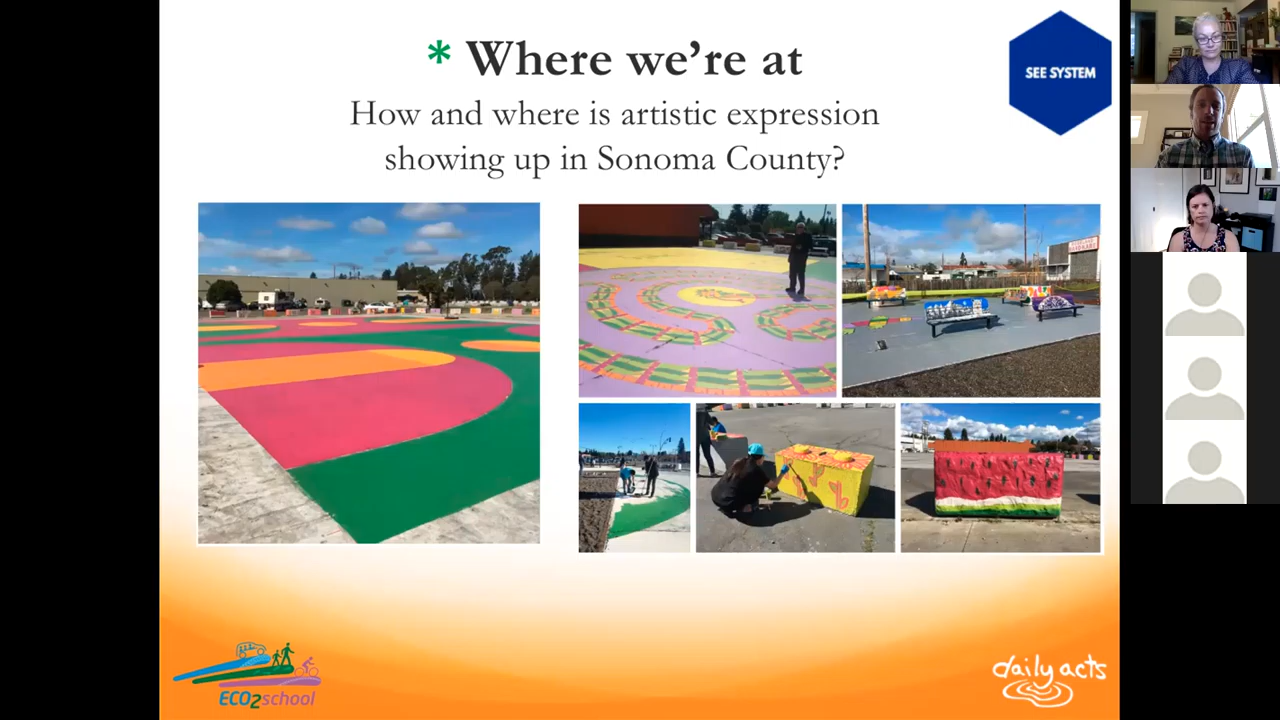 * Where we're at
SEE SYSTEM
How and where is artistic expression
showing up in Sonoma County?
ECO2school
daily acts